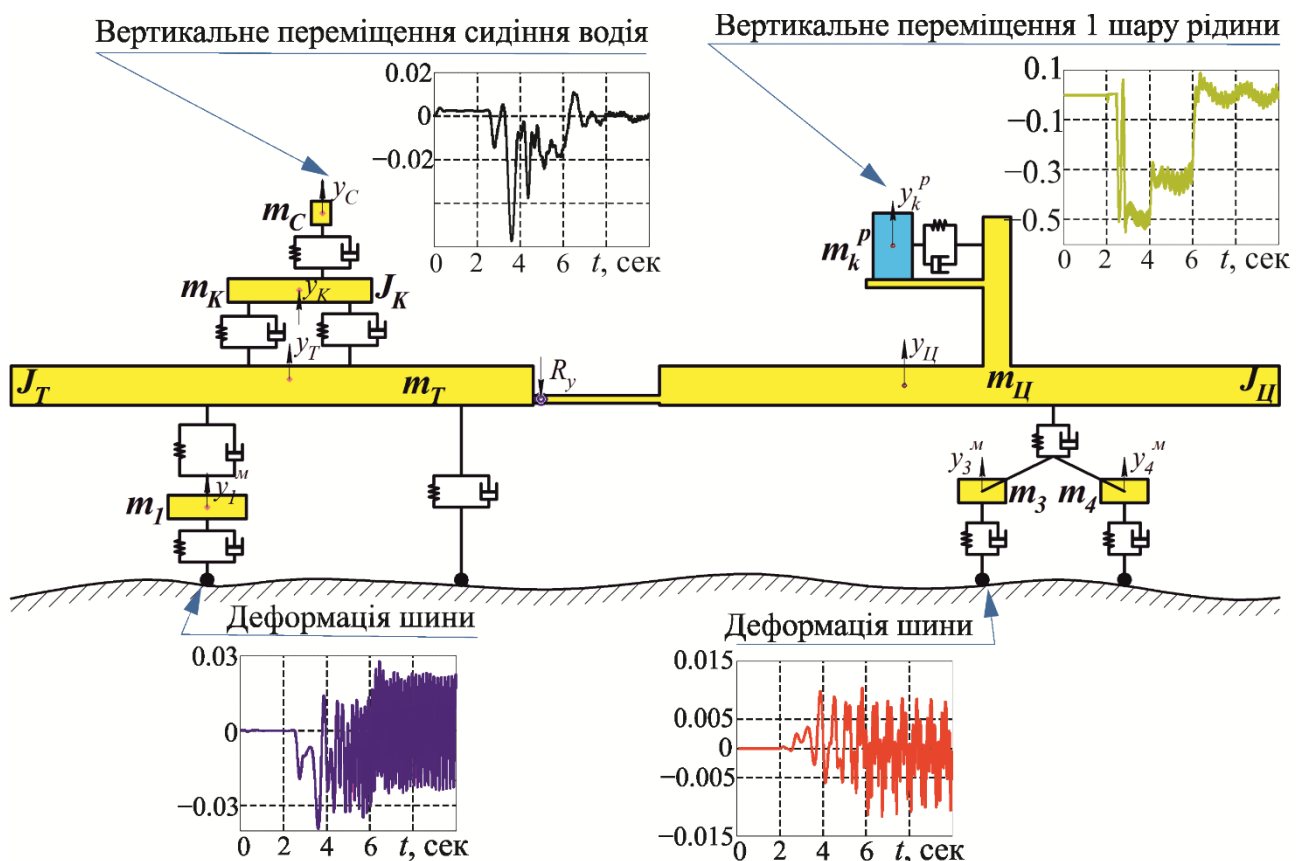 Вертикальне переміщення сидіння водія
Вертикальне переміщення 1 шару рідини
0.02
0
−0.02
2 4 6 t, сек
0.1
−0.1
−0.3
−0.5
0 2 4 6 t, сек
y_C
m_C
m_K
y_K
J_K
y_T
J_T
m_T
R_y
y_k^p
m_k^p
y_Ц
m_Ц
J_Ц
y_1^м
m_1
y_3^м
m_3
y_4^м
m_4
Деформація шини
0.03
0
−0.03
0 2 4 6 t, сек
Деформація шини
0.015
0.005
0
−0.005
−0.015
0 2 4 6 t, сек